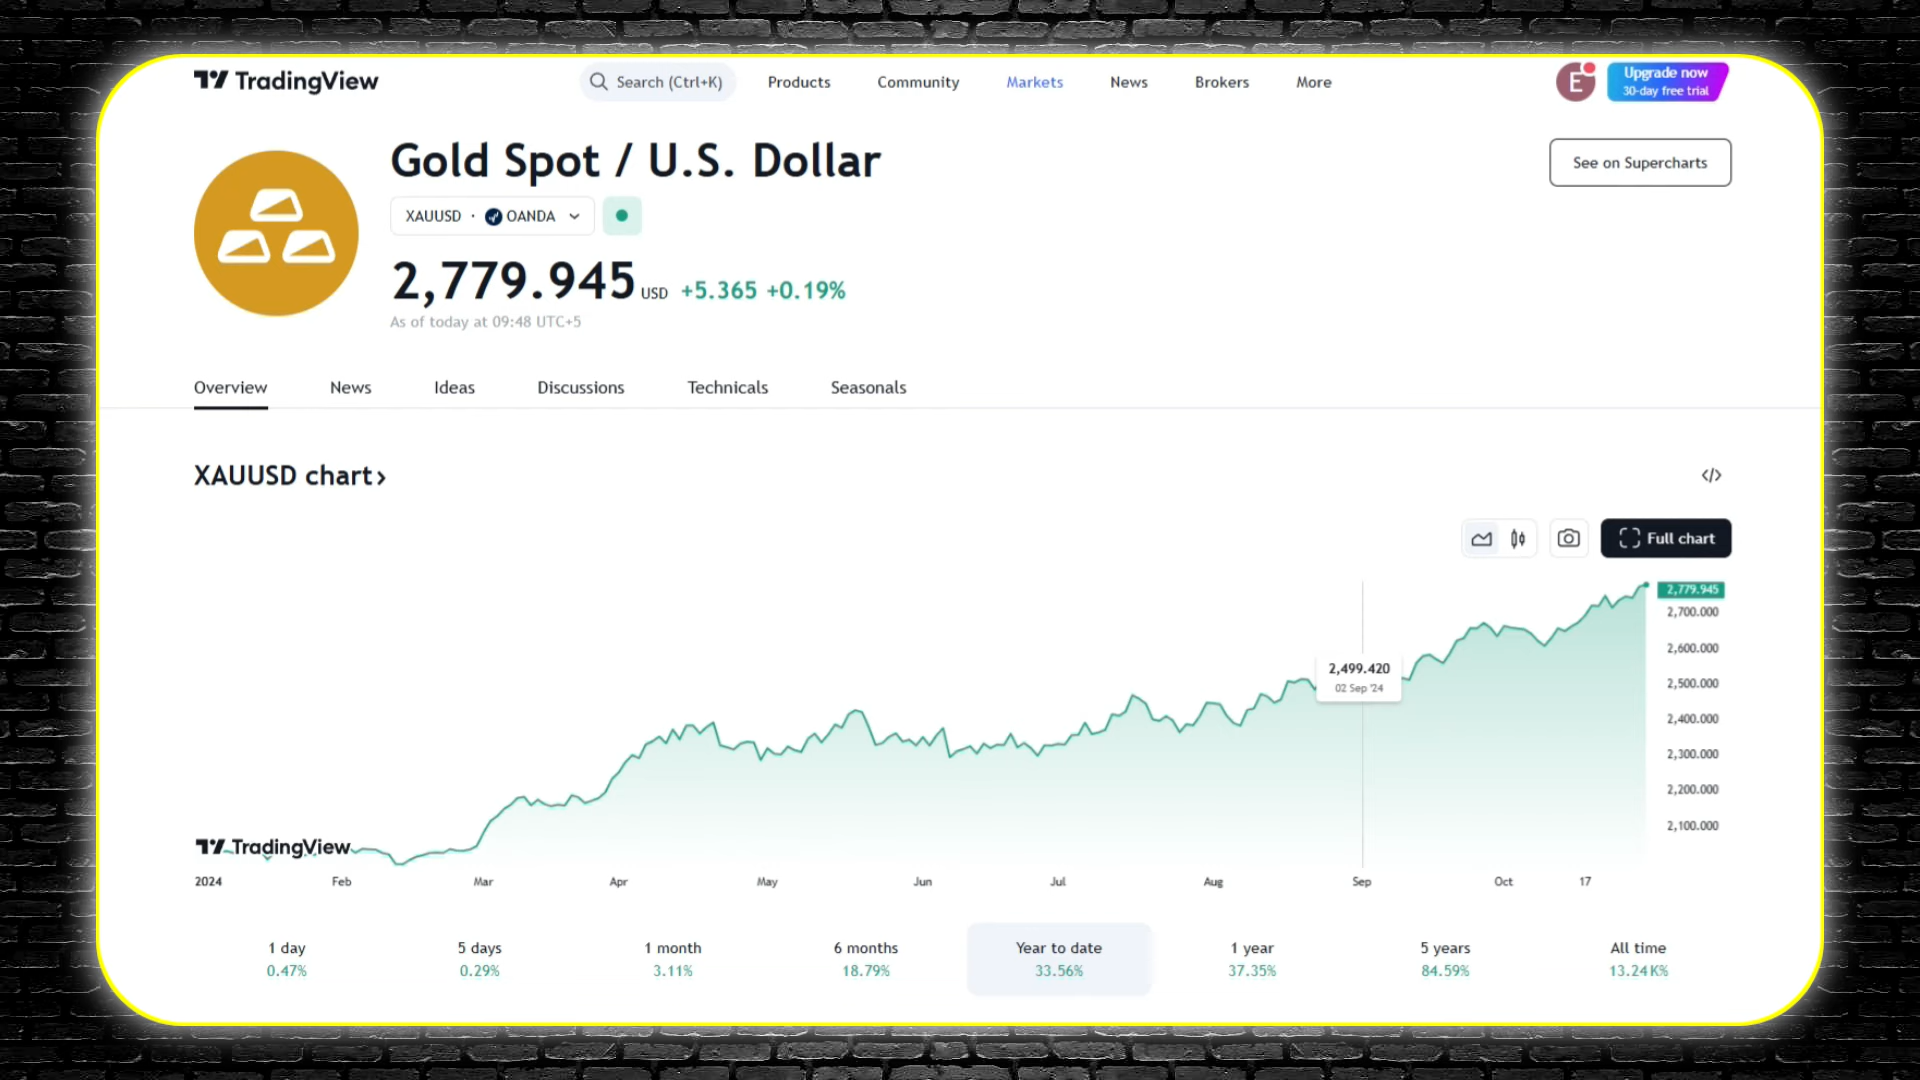 TradingView
Search (Ctrl+K)
Products
Community
Markets
News
Brokers
More
E
Upgrade now
30-day free trial
Gold Spot / U.S. Dollar
See on Supercharts
XAUUSD · OANDA
2,779.945 USD +5.365 +0.19%
As of today at 09:48 UTC+5
Overview
News
Ideas
Discussions
Technicals
Seasonals
XAUUSD chart›
</>
Full chart
2,779.945
2,700.000
2,600.000
2,500.000
2,400.000
2,300.000
2,200.000
2,100.000
2,499.420
02 Sep '24
TradingView
2024
Feb
Mar
Apr
May
Jun
Jul
Aug
Sep
Oct
17
1 day
0.47%
5 days
0.29%
1 month
3.11%
6 months
18.79%
Year to date
33.56%
1 year
37.35%
5 years
84.59%
All time
13.24K%